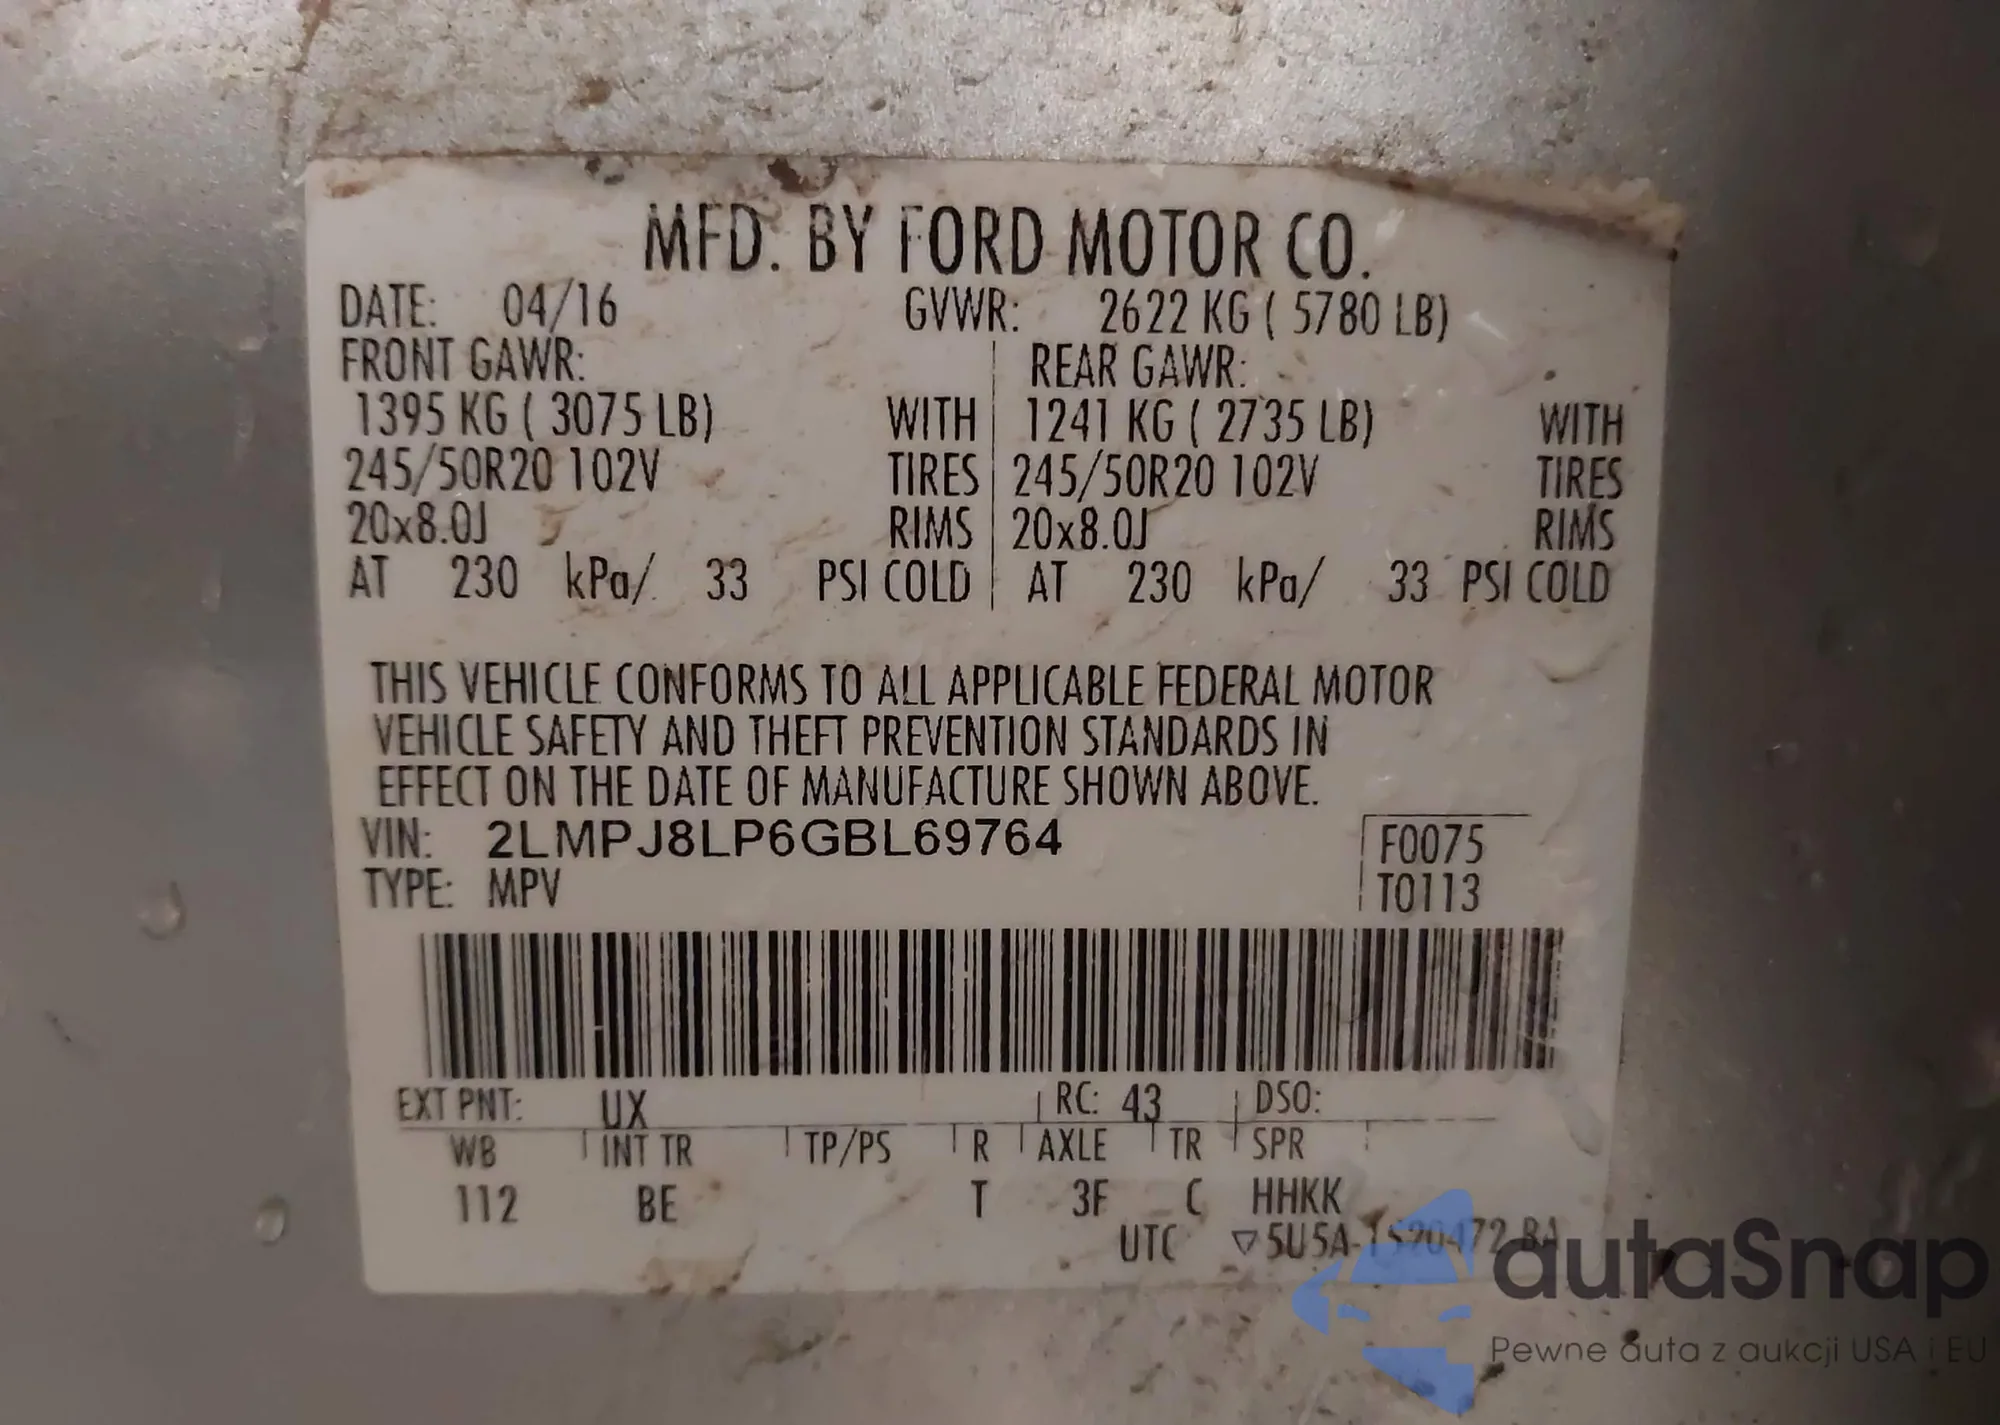 MFD. BY FORD MOTOR CO.
DATE: 04/16 GVWR: 2622 KG ( 5780 LB)
FRONT GAWR: REAR GAWR:
1395 KG ( 3075 LB) WITH 1241 KG ( 2735 LB) WITH
245/50R20 102V TIRES 245/50R20 102V TIRES
20x8.0J RIMS 20x8.0J RIMS
AT 230 kPa/ 33 PSI COLD AT 230 kPa/ 33 PSI COLD
THIS VEHICLE CONFORMS TO ALL APPLICABLE FEDERAL MOTOR
VEHICLE SAFETY AND THEFT PREVENTION STANDARDS IN
EFFECT ON THE DATE OF MANUFACTURE SHOWN ABOVE.
VIN: 2LMPJ8LP6GBL69764 F0075
TYPE: MPV T0113
EXT PNT: UX RC: 43 DSO:
WB INT TR TP/PS R AXLE TR SPR
112 BE T 3F C HHKK
UTC ▽5U5A-1520472-BA
autaSnap
Pewne auta z aukcji USA i EU